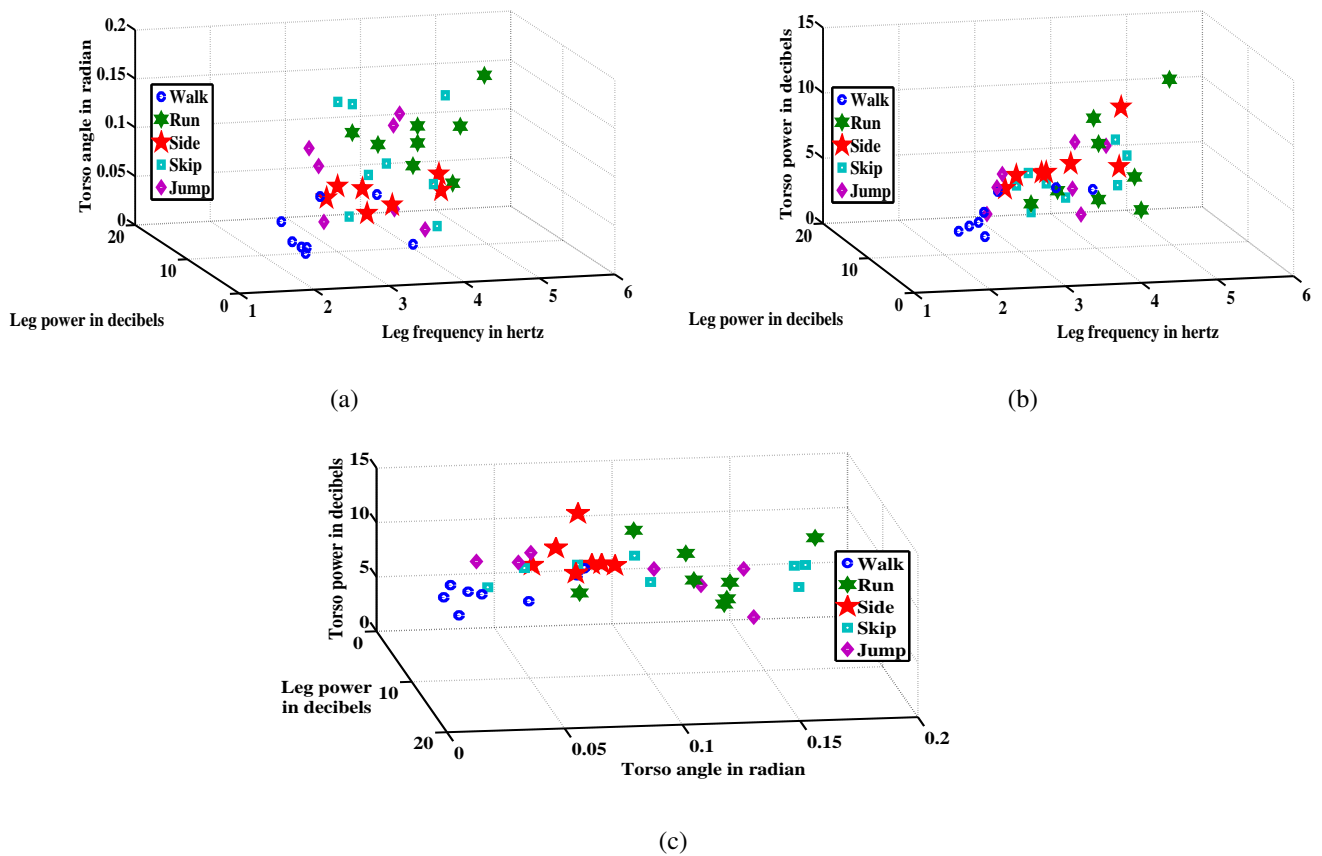 0.2
0.15
0.1
0.05
0
Torso angle in radian
Walk
Run
Side
Skip
Jump
20
10
0
Leg power in decibels
1
2
3
4
5
6
Leg frequency in hertz
(a)
15
10
5
0
Torso power in decibels
Walk
Run
Side
Skip
Jump
20
10
0
Leg power in decibels
1
2
3
4
5
6
Leg frequency in hertz
(b)
15
10
5
0
Torso power in decibels
Walk
Run
Side
Skip
Jump
0
10
20
Leg power
in decibels
0
0.05
0.1
0.15
0.2
Torso angle in radian
(c)